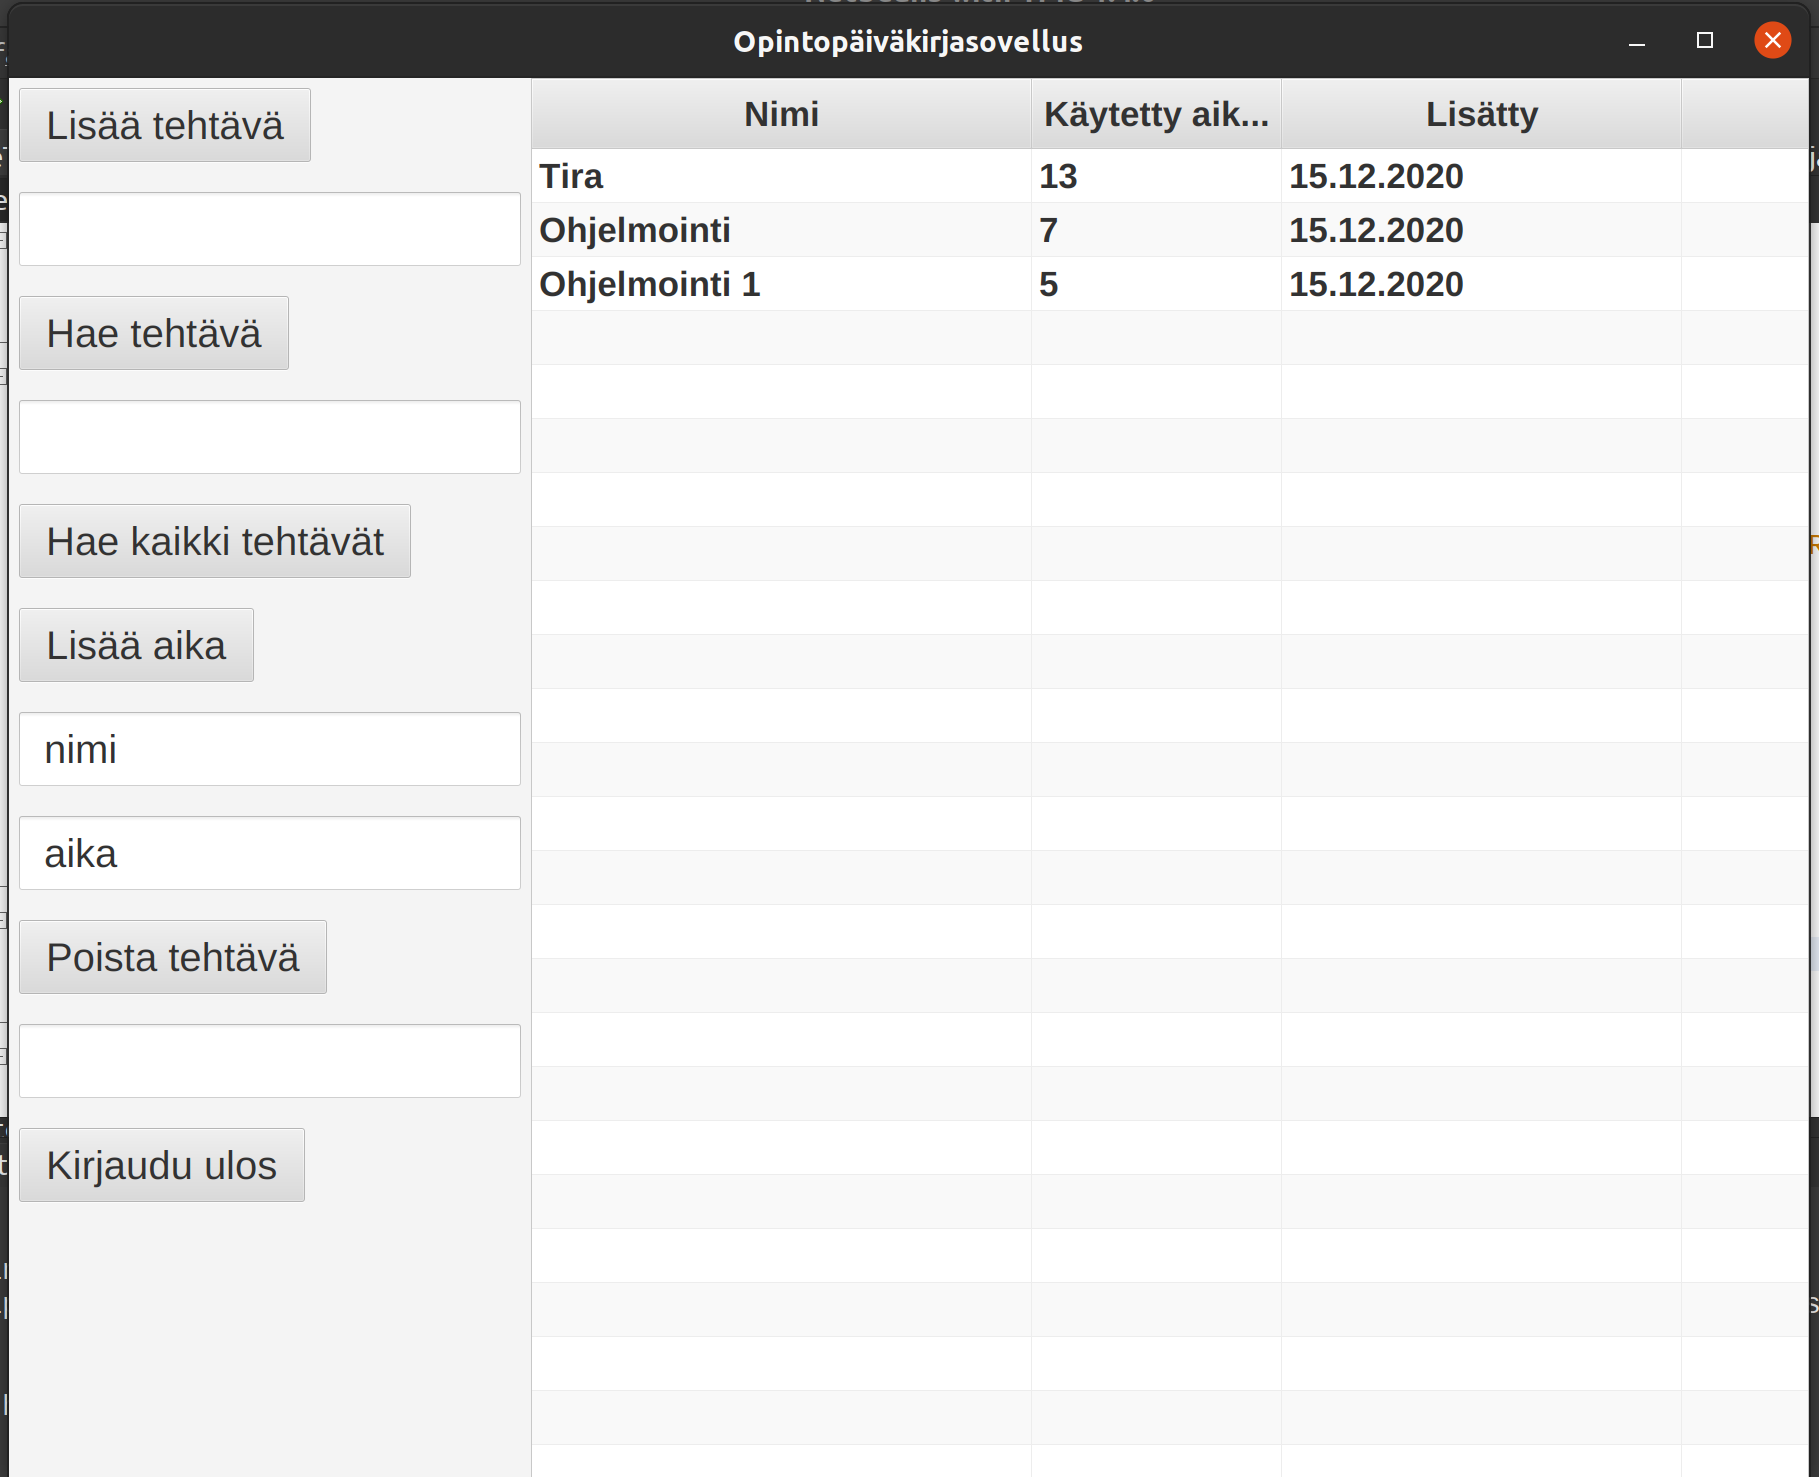 Opintopäiväkirjasovellus
Lisää tehtävä
Hae tehtävä
Hae kaikki tehtävät
Lisää aika
nimi
aika
Poista tehtävä
Kirjaudu ulos
Nimi Käytetty aik... Lisätty
Tira 13 15.12.2020
Ohjelmointi 7 15.12.2020
Ohjelmointi 1 5 15.12.2020